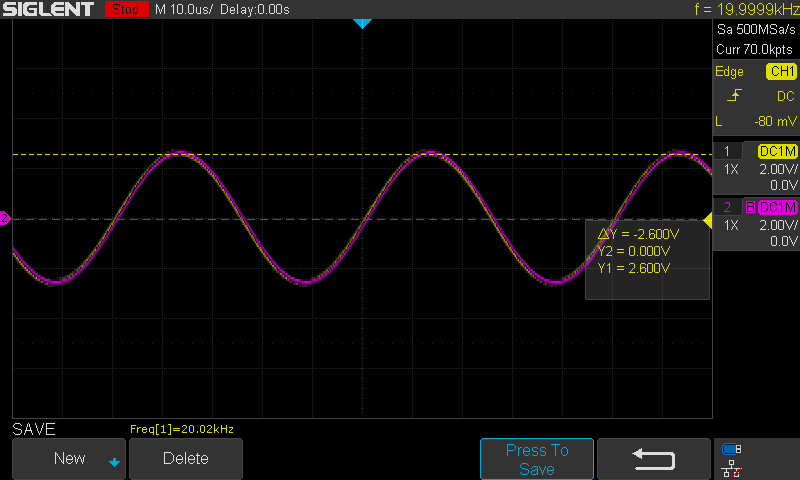 SIGLENT Stop M 10.0us/ Delay:0.00s f = 19.9999kHz
Sa 500MSa/s
Curr 70.0kpts
Edge CH1
DC
L -80 mV
1 DC1M
1X 2.00V/
0.0V
2 B DC1M
1X 2.00V/
0.0V
2
△Y = -2.600V
Y2 = 0.000V
Y1 = 2.600V
SAVE Freq[1]=20.02kHz
New Delete Press To
Save